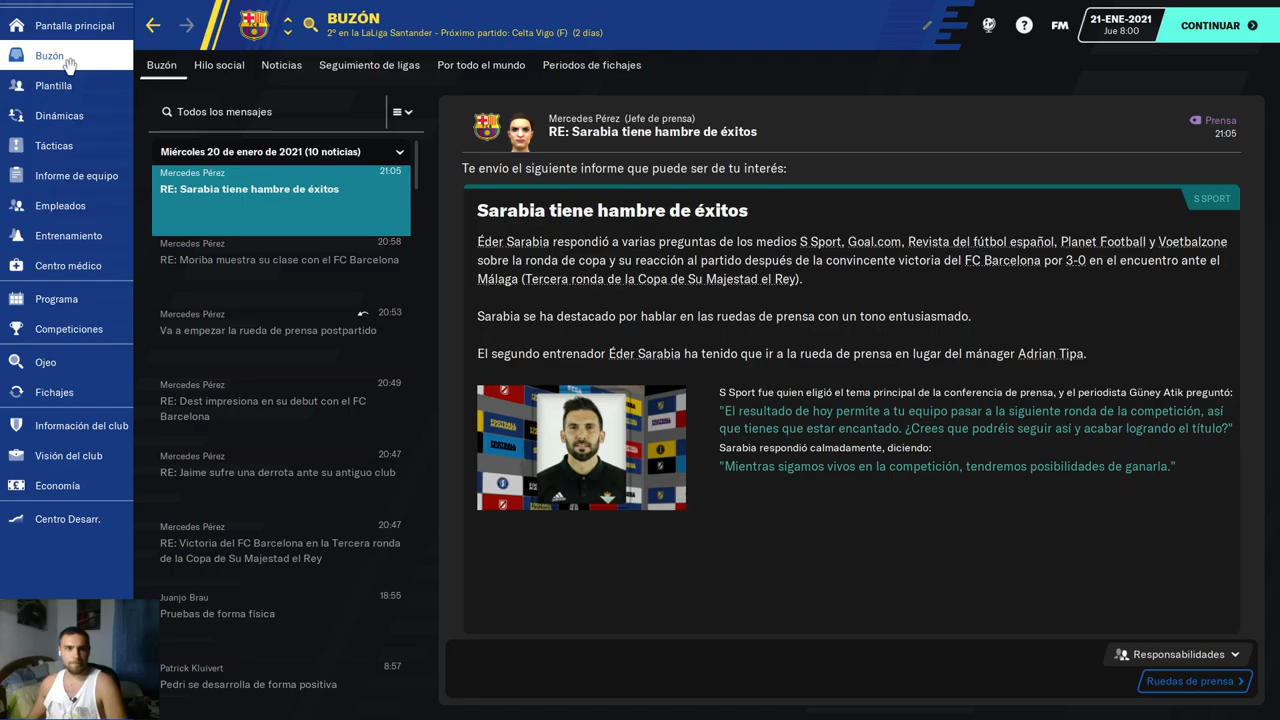 Pantalla principal
Buzón
Plantilla
Dinámicas
Tácticas
Informe de equipo
Empleados
Entrenamiento
Centro médico
Programa
Competiciones
Ojeo
Fichajes
Información del club
Visión del club
Economía
Centro Desarr.
BUZÓN
2º en la LaLiga Santander - Próximo partido: Celta Vigo (F) (2 días)
FM
21-ENE-2021
Jue 8:00
CONTINUAR
Buzón
Hilo social
Noticias
Seguimiento de ligas
Por todo el mundo
Periodos de fichajes
Todos los mensajes
Miércoles 20 de enero de 2021 (10 noticias)
Mercedes Pérez 21:05
RE: Sarabia tiene hambre de éxitos
Mercedes Pérez 20:58
RE: Moriba muestra su clase con el FC Barcelona
Mercedes Pérez 20:53
Va a empezar la rueda de prensa postpartido
Mercedes Pérez 20:49
RE: Dest impresiona en su debut con el FC
Barcelona
Mercedes Pérez 20:47
RE: Jaime sufre una derrota ante su antiguo club
Mercedes Pérez 20:47
RE: Victoria del FC Barcelona en la Tercera ronda
de la Copa de Su Majestad el Rey
Juanjo Brau 18:55
Pruebas de forma física
Patrick Kluivert 8:57
Pedri se desarrolla de forma positiva
Mercedes Pérez (Jefe de prensa)
RE: Sarabia tiene hambre de éxitos
Prensa
21:05
Te envío el siguiente informe que puede ser de tu interés:
S SPORT
Sarabia tiene hambre de éxitos
Éder Sarabia respondió a varias preguntas de los medios S Sport, Goal.com, Revista del fútbol español, Planet Football y Voetbalzone
sobre la ronda de copa y su reacción al partido después de la convincente victoria del FC Barcelona por 3-0 en el encuentro ante el
Málaga (Tercera ronda de la Copa de Su Majestad el Rey).
Sarabia se ha destacado por hablar en las ruedas de prensa con un tono entusiasmado.
El segundo entrenador Éder Sarabia ha tenido que ir a la rueda de prensa en lugar del mánager Adrian Tipa.
S Sport fue quien eligió el tema principal de la conferencia de prensa, y el periodista Güney Atik preguntó:
"El resultado de hoy permite a tu equipo pasar a la siguiente ronda de la competición, así
que tienes que estar encantado. ¿Crees que podréis seguir así y acabar logrando el título?"
Sarabia respondió calmadamente, diciendo:
"Mientras sigamos vivos en la competición, tendremos posibilidades de ganarla."
Responsabilidades
Ruedas de prensa